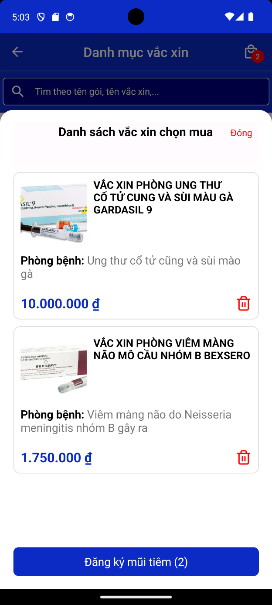 5:03
Danh mục vắc xin
2
Tìm theo tên gói, tên vắc xin,...
Danh sách vắc xin chọn mua
Đóng
VẮC XIN PHÒNG UNG THƯ
CỔ TỬ CUNG VÀ SÙI MÀU GÀ
GARDASIL 9
Phòng bệnh: Ung thư cổ tử cũng và sùi mào
gà
10.000.000 ₫
VẮC XIN PHÒNG VIÊM MÀNG
NÃO MÔ CẦU NHÓM B BEXSERO
Phòng bệnh: Viêm màng não do Neisseria
meningitis nhóm B gây ra
1.750.000 ₫
Đăng ký mũi tiêm (2)